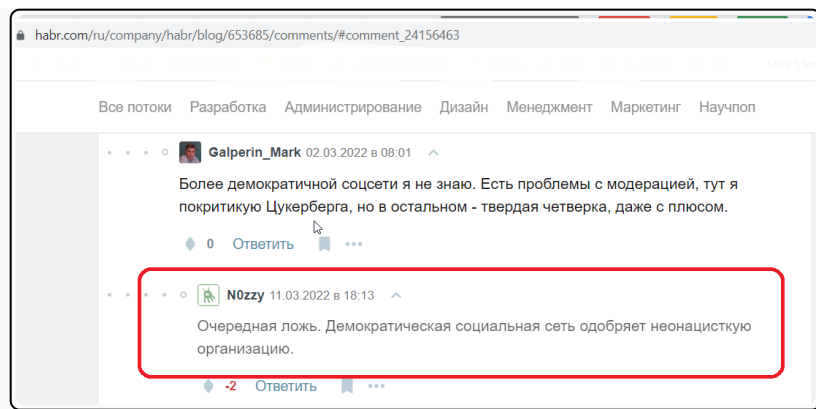 habr.com/ru/company/habr/blog/653685/comments/#comment_24156463
Все потоки Разработка Администрирование Дизайн Менеджмент Маркетинг Научпоп
Galperin_Mark 02.03.2022 в 08:01
Более демократичной соцсети я не знаю. Есть проблемы с модерацией, тут я
покритикую Цукерберга, но в остальном - твердая четверка, даже с плюсом.
0 Ответить
N0zzy 11.03.2022 в 18:13
Очередная ложь. Демократическая социальная сеть одобряет неонацисткую
организацию.
-2 Ответить